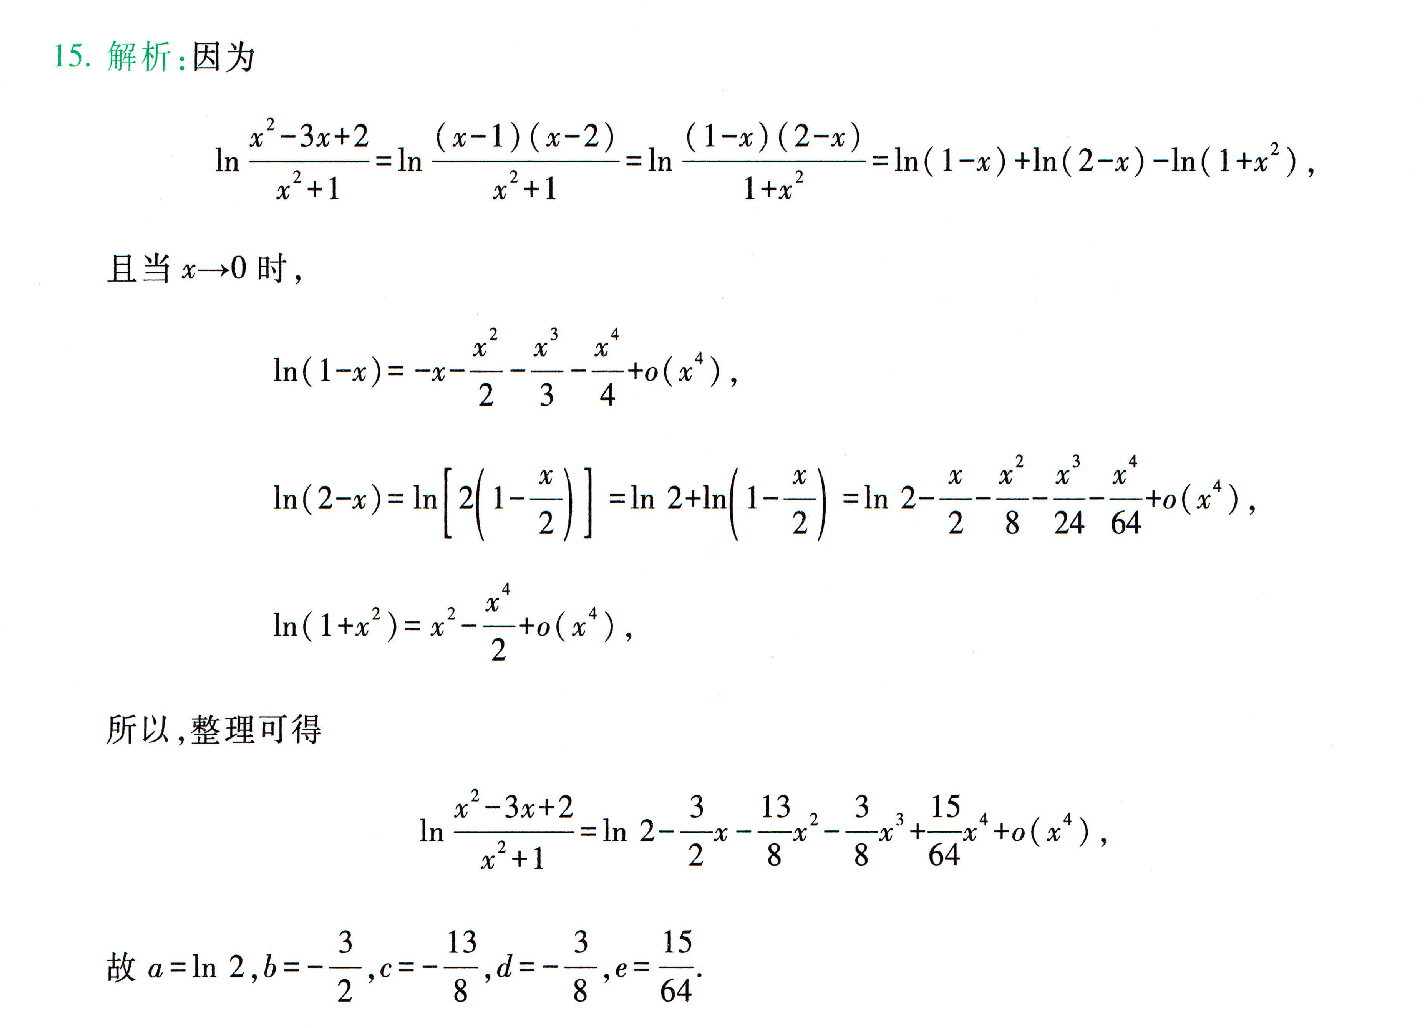 15. 解析:因为
ln (x²-3x+2)/(x²+1) = ln ((x-1)(x-2))/(x²+1) = ln ((1-x)(2-x))/(1+x²) = ln(1-x)+ln(2-x)-ln(1+x²),
且当 x→0 时,
ln(1-x)= -x- x²/2 - x³/3 - x⁴/4 +o(x⁴),
ln(2-x)= ln[2(1- x/2)] =ln 2+ln(1- x/2) =ln 2- x/2 - x²/8 - x³/24 - x⁴/64 +o(x⁴),
ln(1+x²)= x²- x⁴/2 +o(x⁴),
所以,整理可得
ln (x²-3x+2)/(x²+1) =ln 2- 3/2 x - 13/8 x² - 3/8 x³ + 15/64 x⁴ +o(x⁴),
故 a=ln 2,b=- 3/2 ,c=- 13/8 ,d=- 3/8 ,e= 15/64 .